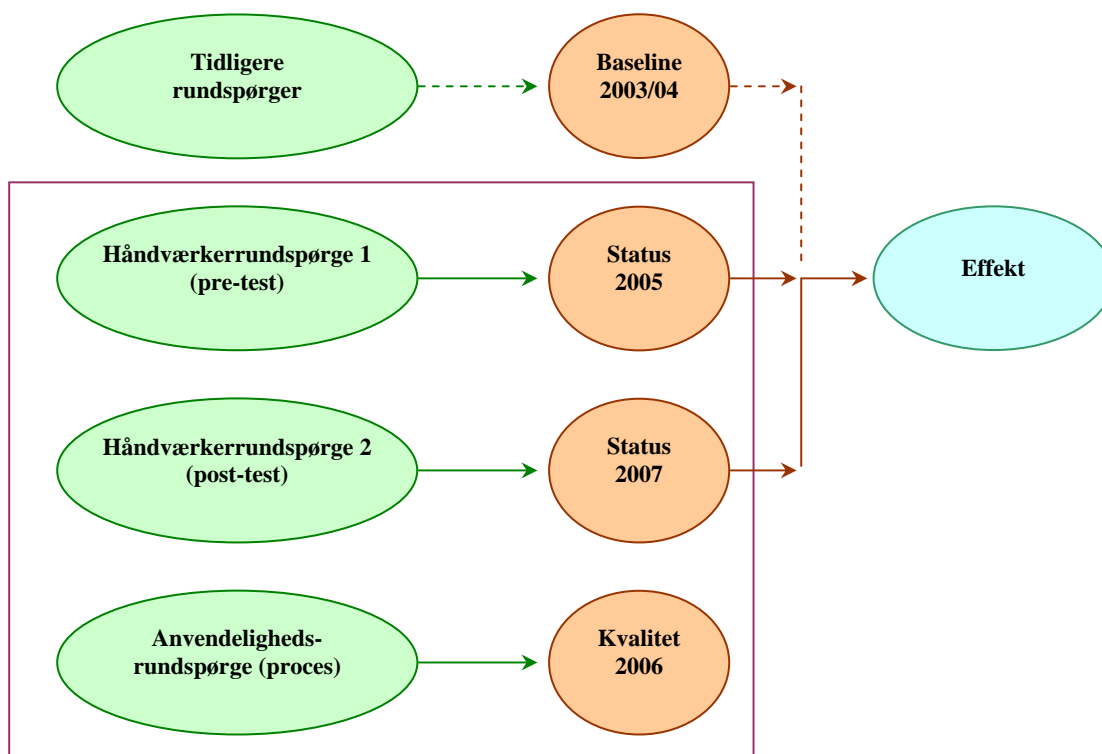 Tidligere
rundspørger
Baseline
2003/04
Håndværkerrundspørge 1
(pre-test)
Status
2005
Effekt
Håndværkerrundspørge 2
(post-test)
Status
2007
Anvendeligheds-
rundspørge (proces)
Kvalitet
2006